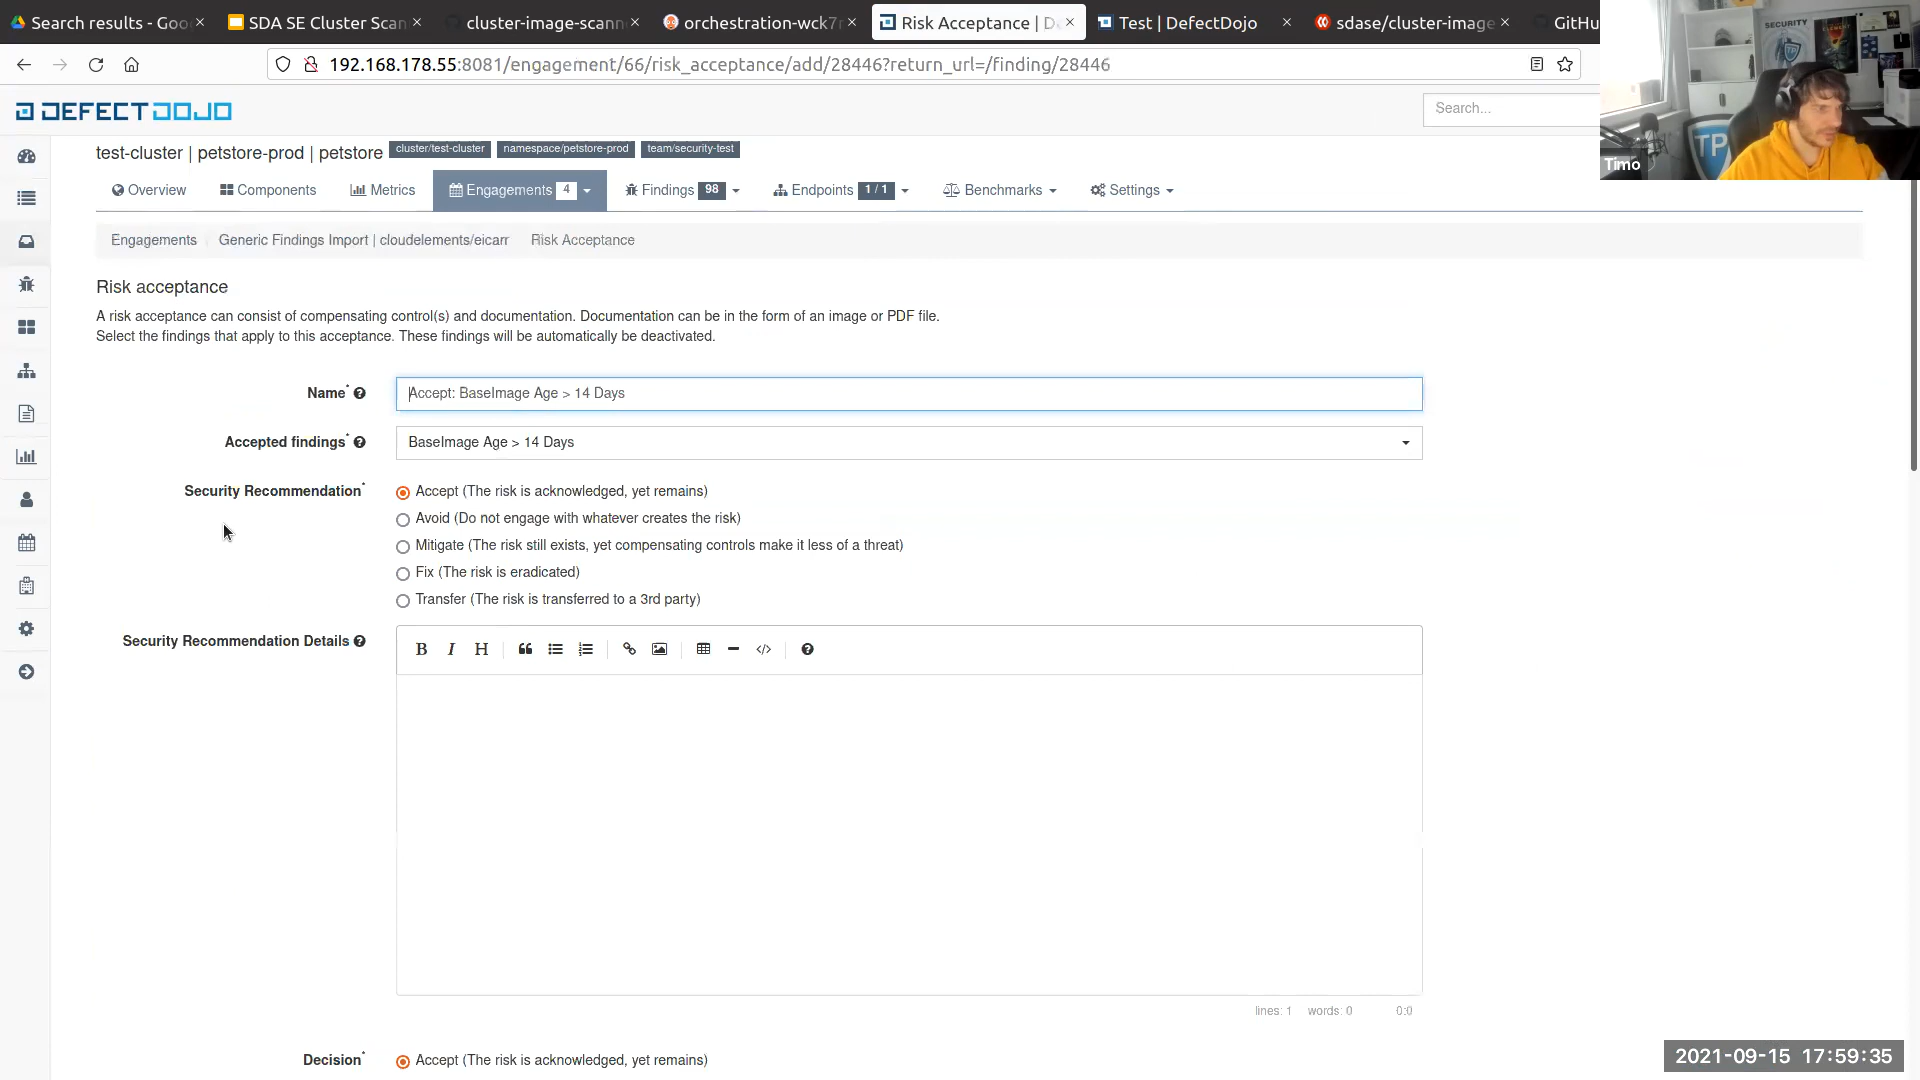 Search results - Goo
SDA SE Cluster Scan
cluster-image-scann
orchestration-wck7r
Risk Acceptance | D
Test | DefectDojo
sdase/cluster-image
GitHu
192.168.178.55:8081/engagement/66/risk_acceptance/add/28446?return_url=/finding/28446
DEFECTDOJO
Search...
SECURITY
TP
Timo
test-cluster | petstore-prod | petstore
cluster/test-cluster
namespace/petstore-prod
team/security-test
Overview
Components
Metrics
Engagements 4
Findings 98
Endpoints 1 / 1
Benchmarks
Settings
Engagements
Generic Findings Import | cloudelements/eicarr
Risk Acceptance
Risk acceptance
A risk acceptance can consist of compensating control(s) and documentation. Documentation can be in the form of an image or PDF file.
Select the findings that apply to this acceptance. These findings will be automatically be deactivated.
Name*
Accept: BaseImage Age > 14 Days
Accepted findings*
BaseImage Age > 14 Days
Security Recommendation*
Accept (The risk is acknowledged, yet remains)
Avoid (Do not engage with whatever creates the risk)
Mitigate (The risk still exists, yet compensating controls make it less of a threat)
Fix (The risk is eradicated)
Transfer (The risk is transferred to a 3rd party)
Security Recommendation Details
B I H
lines: 1 words: 0 0:0
Decision*
Accept (The risk is acknowledged, yet remains)
2021-09-15 17:59:35